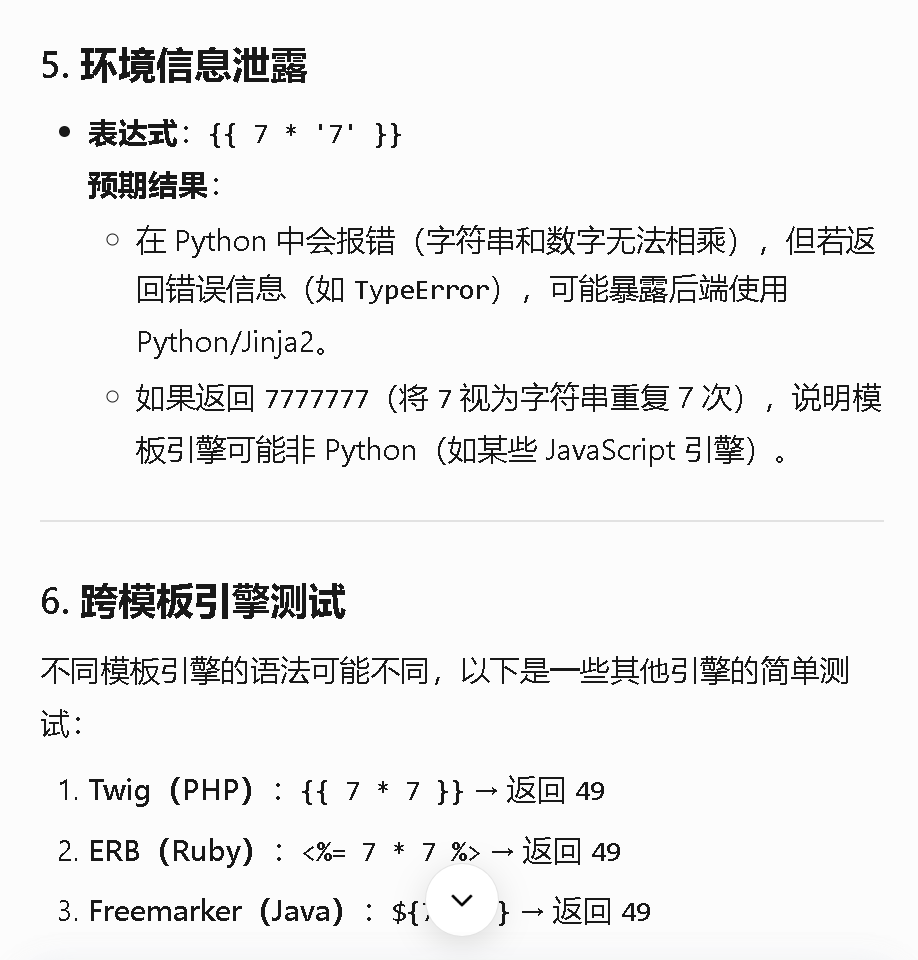 5. 环境信息泄露
• 表达式：{{ 7 * '7' }}
预期结果：
○ 在 Python 中会报错（字符串和数字无法相乘），但若返
回错误信息（如 TypeError），可能暴露后端使用
Python/Jinja2。
○ 如果返回 7777777（将 7 视为字符串重复 7 次），说明模
板引擎可能非 Python（如某些 JavaScript 引擎）。
6. 跨模板引擎测试
不同模板引擎的语法可能不同，以下是一些其他引擎的简单测
试：
1. Twig（PHP）：{{ 7 * 7 }} → 返回 49
2. ERB（Ruby）：<%= 7 * 7 %> → 返回 49
3. Freemarker（Java）：${ } → 返回 49